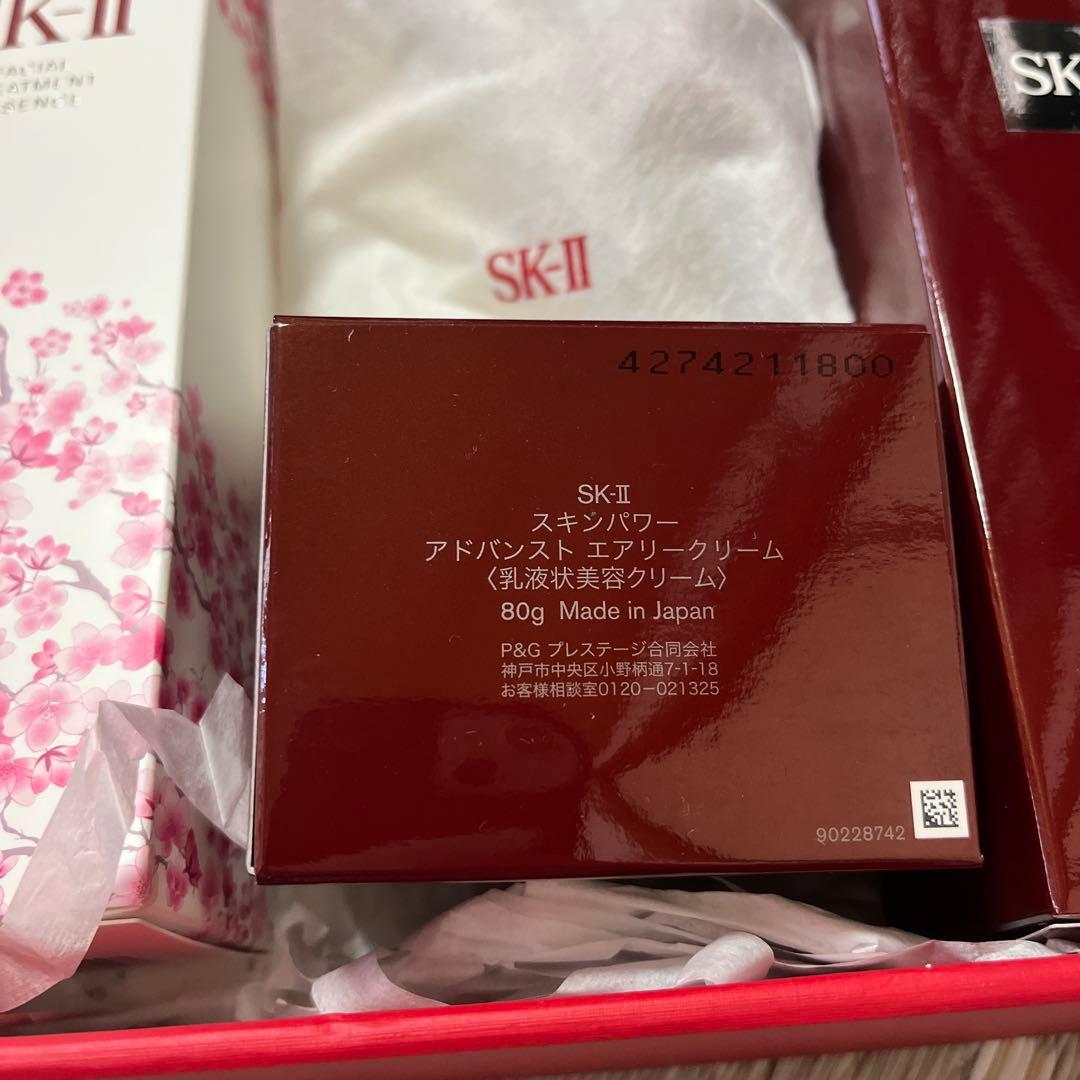 SK-II
FACIAL
TREATMENT
ESSENCE
SK-II
SK
4274211800
SK-II
スキンパワー
アドバンスト エアリークリーム
〈乳液状美容クリーム〉
80g Made in Japan
P&G プレステージ合同会社
神戸市中央区小野柄通7-1-18
お客様相談室0120-021325
90228742